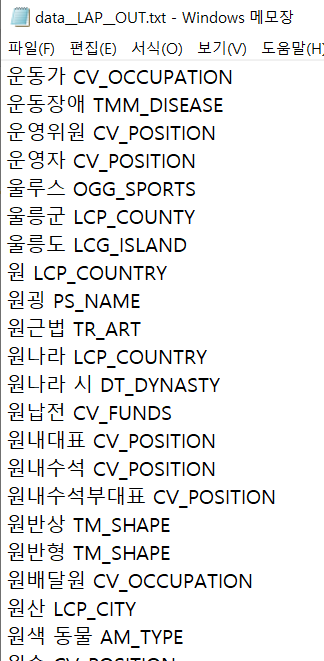 data__LAP__OUT.txt - Windows 메모장
파일(F) 편집(E) 서식(O) 보기(V) 도움말(H)
운동가 CV_OCCUPATION
운동장애 TMM_DISEASE
운영위원 CV_POSITION
운영자 CV_POSITION
울루스 OGG_SPORTS
울릉군 LCP_COUNTY
울릉도 LCG_ISLAND
원 LCP_COUNTRY
원굉 PS_NAME
원근법 TR_ART
원나라 LCP_COUNTRY
원나라 시 DT_DYNASTY
원납전 CV_FUNDS
원내대표 CV_POSITION
원내수석 CV_POSITION
원내수석부대표 CV_POSITION
원반상 TM_SHAPE
원반형 TM_SHAPE
원배달원 CV_OCCUPATION
원산 LCP_CITY
원색 동물 AM_TYPE